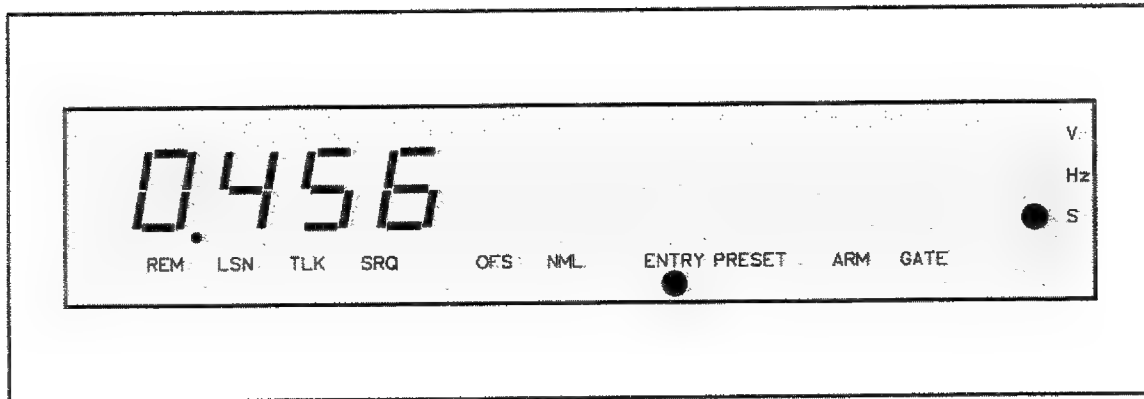 V
Hz
0.456
S
REM LSN TLK SRQ OFS NML ENTRY PRESET ARM GATE